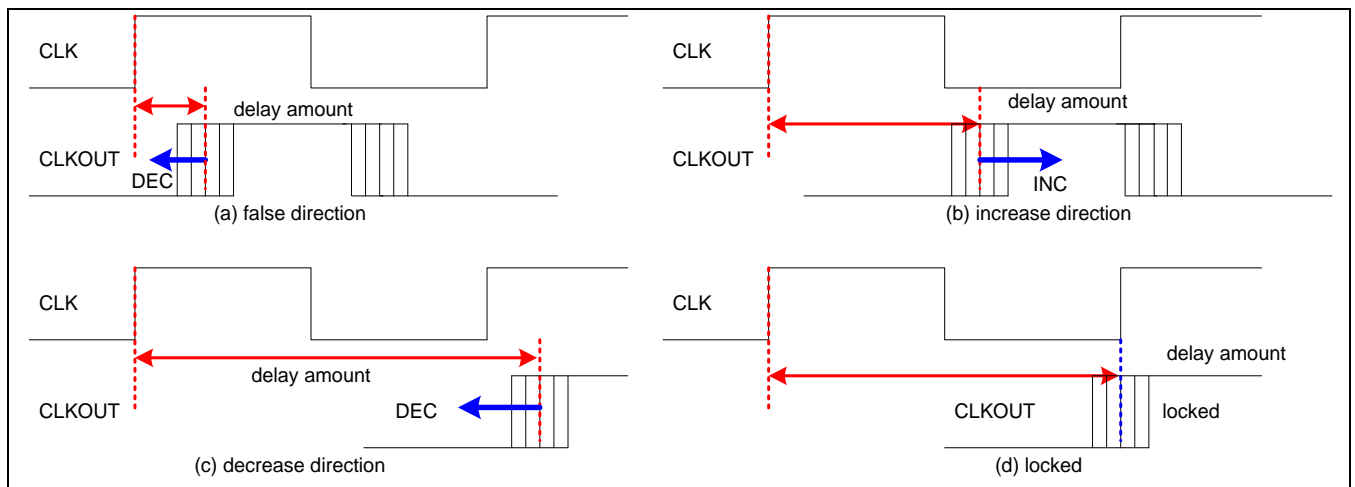 CLK
delay amount
CLKOUT
DEC
(a) false direction
CLK
delay amount
CLKOUT
INC
(b) increase direction
CLK
delay amount
CLKOUT
DEC
(c) decrease direction
CLK
delay amount
CLKOUT
locked
(d) locked